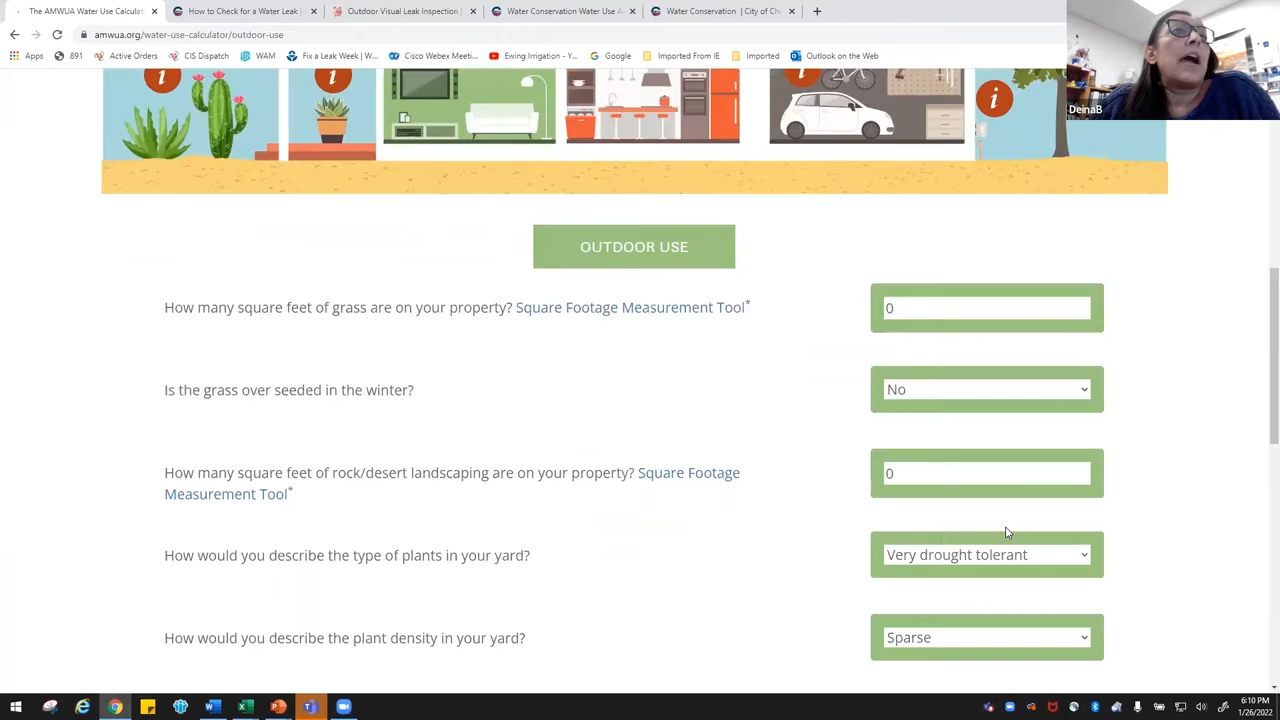 The AMWUA Water Use Calculat
How to Check for a Water Leak
Outdoor Visual Leak Inspection
Water Conservation Water Use A
Water Conservation | City of Ch
amwua.org/water-use-calculator/outdoor-use
Apps
891
Active Orders
CIS Dispatch
WAM
Fix a Leak Week | W...
Cisco Webex Meeti...
Ewing Irrigation - Y...
Google
Imported From IE
Imported
Outlook on the Web
DeinaB
i
i
i
i
OUTDOOR USE
How many square feet of grass are on your property? Square Footage Measurement Tool*
0
Is the grass over seeded in the winter?
No
How many square feet of rock/desert landscaping are on your property? Square Footage
Measurement Tool*
0
How would you describe the type of plants in your yard?
Very drought tolerant
How would you describe the plant density in your yard?
Sparse
6:10 PM
1/26/2022